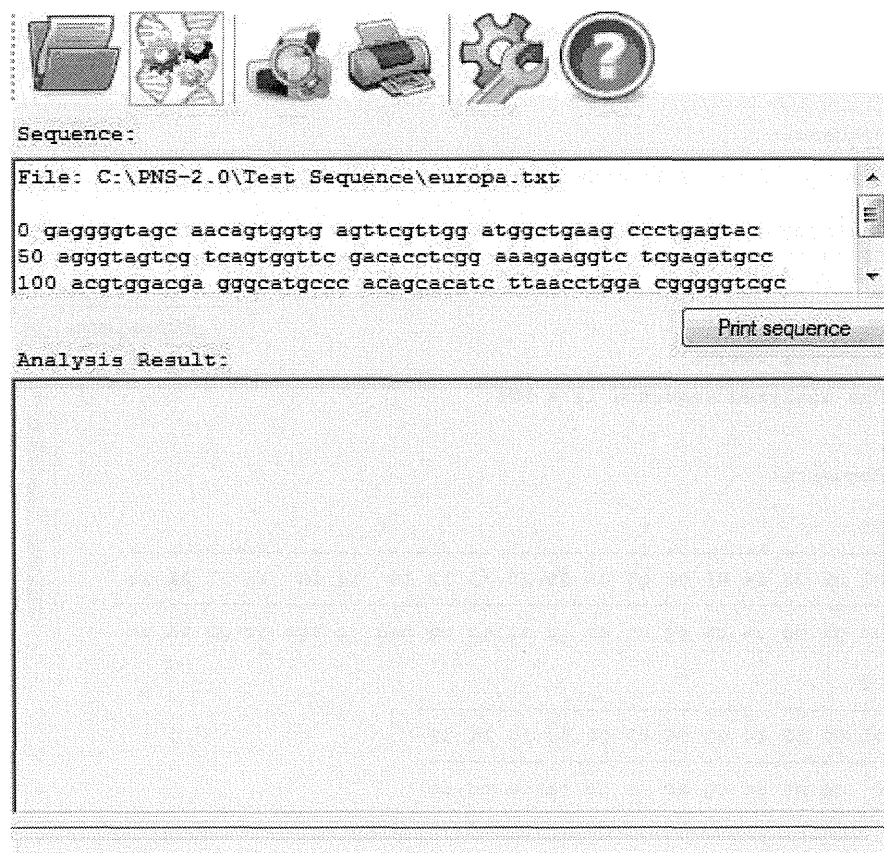 Sequence:
File: C:\PNS-2.0\Test Sequence\europa.txt
0 gaggggtagc aacagtggtg agttcgttgg atggctgaag ccctgagtac
50 agggtagtcg tcagtggttc gacacctcgg aaagaaggtc tcgagatgcc
100 acgtggacga gggcatgccc acagcacatc ttaacctgga cgggggtcgc
Print sequence
Analysis Result: